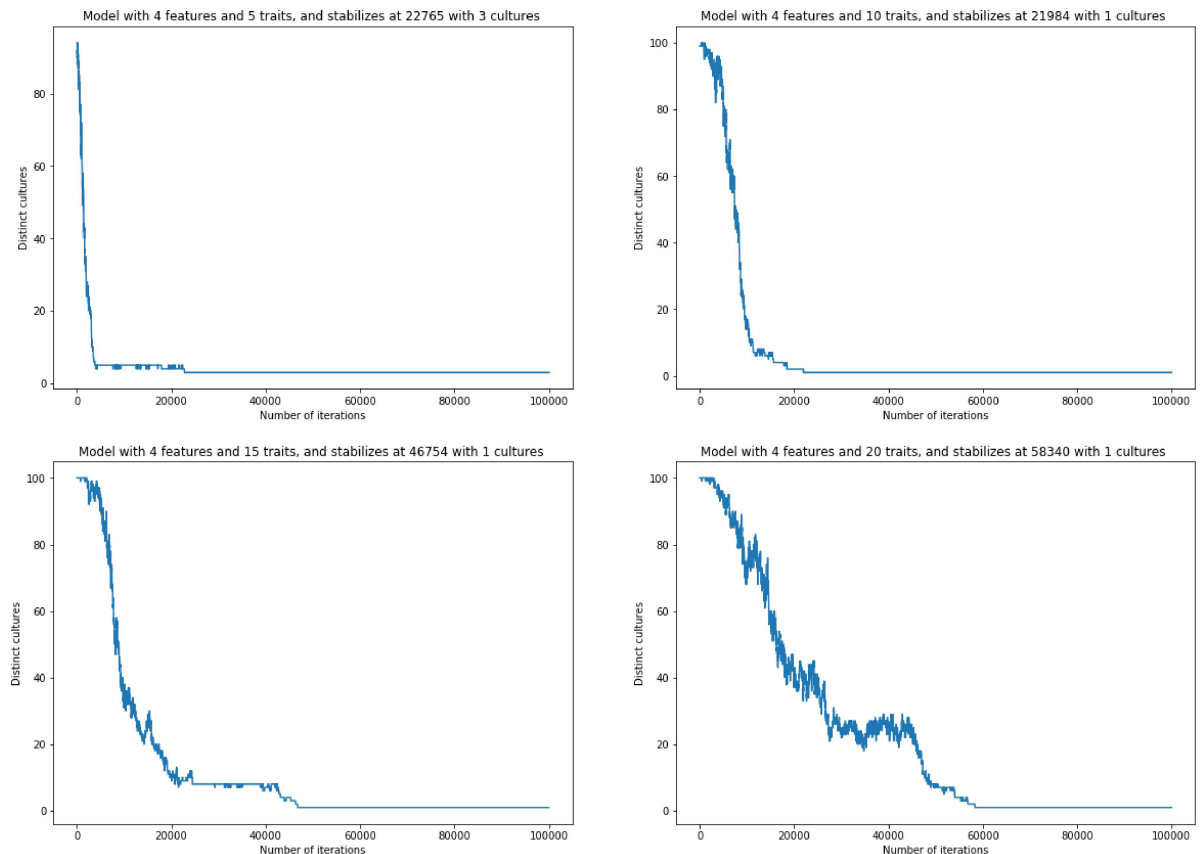 Model with 4 features and 5 traits, and stabilizes at 22765 with 3 cultures
Distinct cultures
80
60
40
20
0
0 20000 40000 60000 80000 100000
Number of iterations
Model with 4 features and 10 traits, and stabilizes at 21984 with 1 cultures
Distinct cultures
100
80
60
40
20
0
0 20000 40000 60000 80000 100000
Number of iterations
Model with 4 features and 15 traits, and stabilizes at 46754 with 1 cultures
Distinct cultures
100
80
60
40
20
0
0 20000 40000 60000 80000 100000
Number of iterations
Model with 4 features and 20 traits, and stabilizes at 58340 with 1 cultures
Distinct cultures
100
80
60
40
20
0
0 20000 40000 60000 80000 100000
Number of iterations